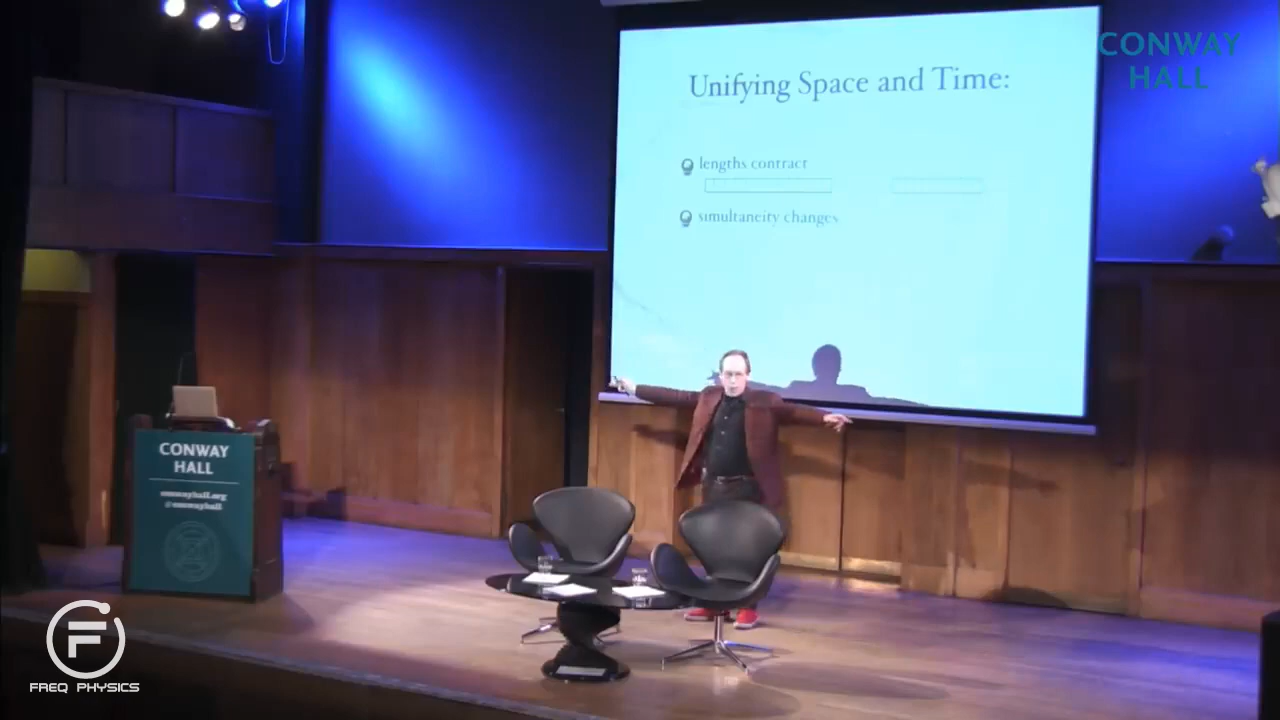 CONWAY
HALL
Unifying Space and Time:
lengths contract
simultaneity changes
CONWAY
HALL
conwayhall.org
@conwayhall
FREQ PHYSICS